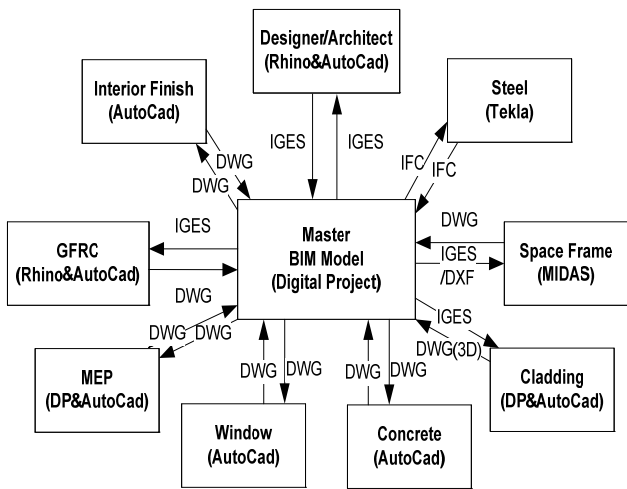 Designer/Architect
(Rhino&AutoCad)
Interior Finish
(AutoCad)
Steel
(Tekla)
IGES
IGES
DWG
DWG
IFC
IFC
Master
BIM Model
(Digital Project)
GFRC
(Rhino&AutoCad)
IGES
DWG
DWG
IGES
/DXF
Space Frame
(MIDAS)
MEP
(DP&AutoCad)
DWG
DWG
IGES
DWG(3D)
Cladding
(DP&AutoCad)
DWG
DWG
DWG
DWG
Window
(AutoCad)
Concrete
(AutoCad)